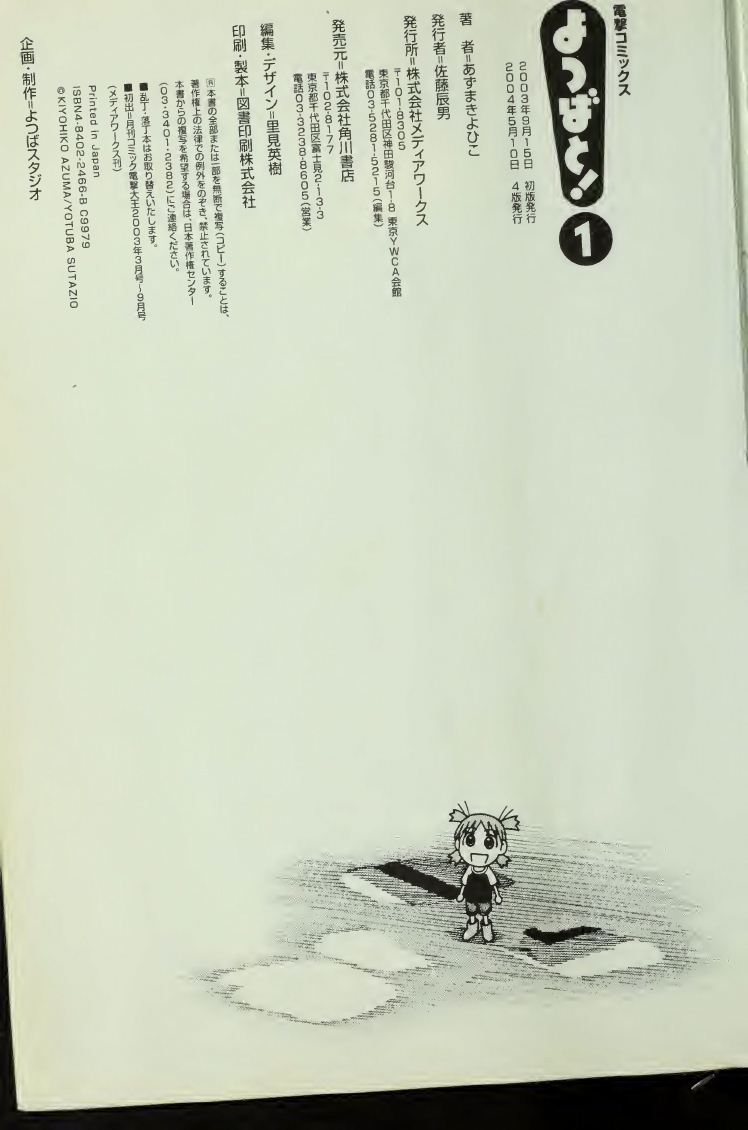 電撃コミックス
よつばと! 1
2003年9月15日 初版発行
2004年5月10日 4版発行
著 者=あずまきよひこ
発行者=佐藤辰男
発行所=株式会社メディアワークス
〒101-8305
東京都千代田区神田駿河台1-8 東京YWCA会館
電話03-5281-5215(編集)
発売元=株式会社角川書店
〒102-8177
東京都千代田区富士見2-13-3
電話03-3238-8605(営業)
編集・デザイン=里見英樹
印刷・製本=図書印刷株式会社
Ⓡ本書の全部または一部を無断で複写(コピー)することは、
著作権上の法律での例外をのぞき、禁止されています。
本書からの複写を希望する場合は、日本著作権センター
(03-3401-2382)にご連絡ください。
■乱丁・落丁本はお取り替えいたします。
■初出=月刊コミック電撃大王2003年3月号~9月号
(メディアワークス刊)
Printed in Japan
ISBN4-8402-2466-8 C9979
©KIYOHIKO AZUMA/YOTUBA SUTAZIO
企画・制作=よつばスタジオ